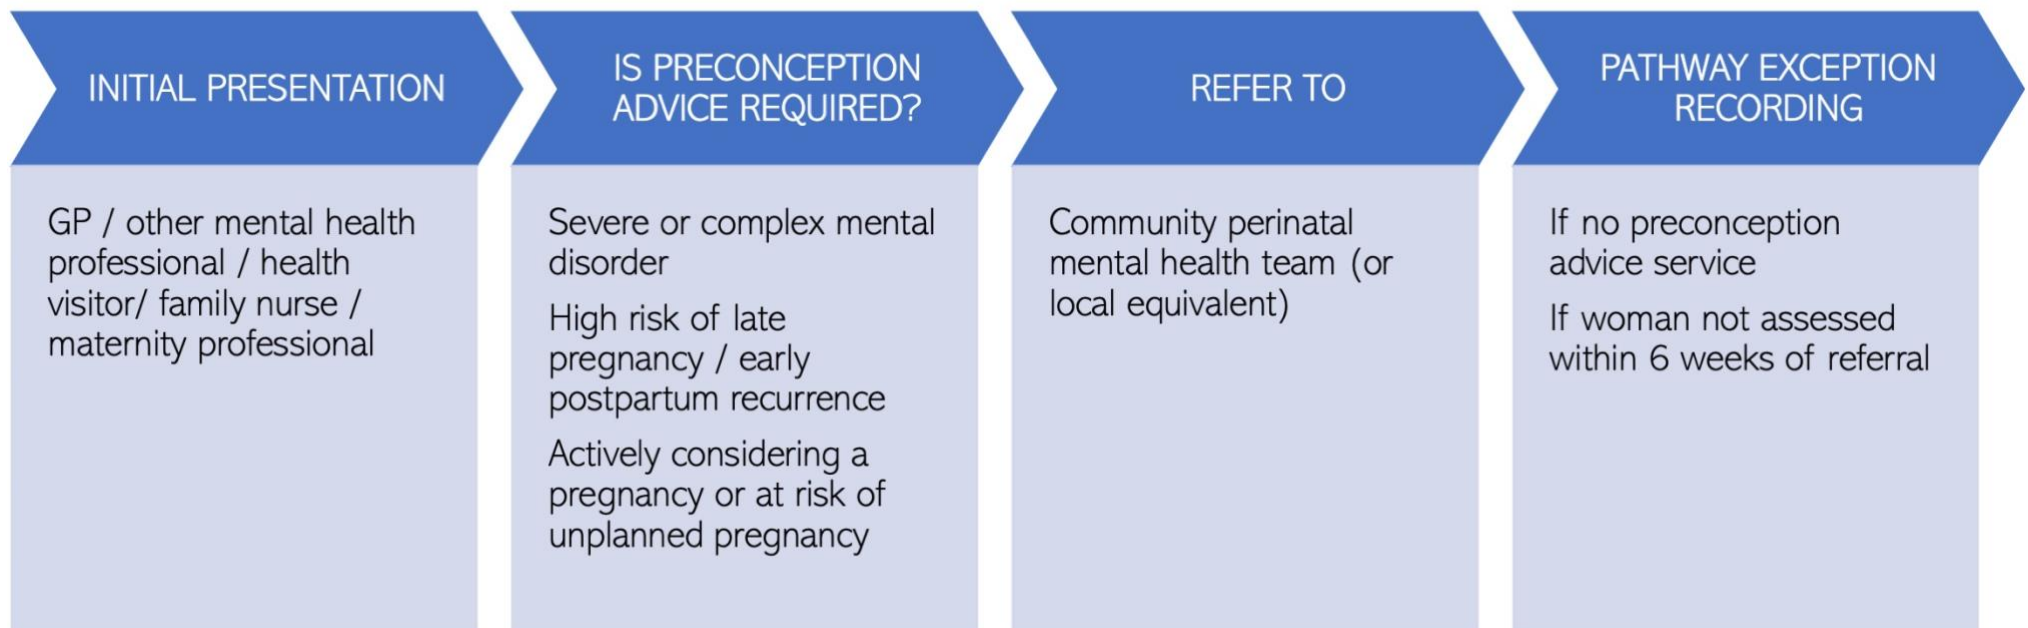 INITIAL PRESENTATION
GP / other mental health
professional / health
visitor/ family nurse /
maternity professional
IS PRECONCEPTION
ADVICE REQUIRED?
Severe or complex mental
disorder
High risk of late
pregnancy / early
postpartum recurrence
Actively considering a
pregnancy or at risk of
unplanned pregnancy
REFER TO
Community perinatal
mental health team (or
local equivalent)
PATHWAY EXCEPTION
RECORDING
If no preconception
advice service
If woman not assessed
within 6 weeks of referral